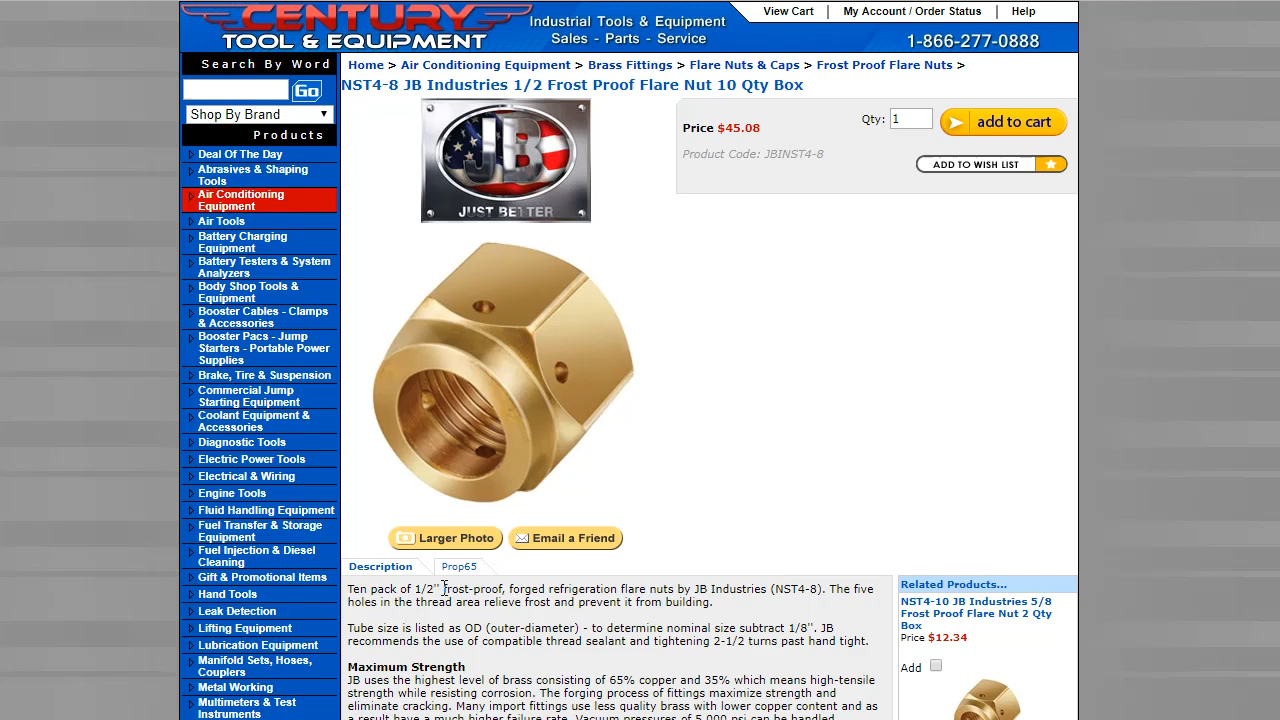 CENTURY
TOOL & EQUIPMENT
Industrial Tools & Equipment
Sales - Parts - Service
View Cart
My Account / Order Status
Help
1-866-277-0888
Search By Word
Go
Shop By Brand
Products
Deal Of The Day
Abrasives & Shaping
Tools
Air Conditioning
Equipment
Air Tools
Battery Charging
Equipment
Battery Testers & System
Analyzers
Body Shop Tools &
Equipment
Booster Cables - Clamps
& Accessories
Booster Pacs - Jump
Starters - Portable Power
Supplies
Brake, Tire & Suspension
Commercial Jump
Starting Equipment
Coolant Equipment &
Accessories
Diagnostic Tools
Electric Power Tools
Electrical & Wiring
Engine Tools
Fluid Handling Equipment
Fuel Transfer & Storage
Equipment
Fuel Injection & Diesel
Cleaning
Gift & Promotional Items
Hand Tools
Leak Detection
Lifting Equipment
Lubrication Equipment
Manifold Sets, Hoses,
Couplers
Metal Working
Multimeters & Test
Instruments
Home > Air Conditioning Equipment > Brass Fittings > Flare Nuts & Caps > Frost Proof Flare Nuts >
NST4-8 JB Industries 1/2 Frost Proof Flare Nut 10 Qty Box
JB
JUST BETTER
Price $45.08
Product Code: JBINST4-8
Qty: 1
add to cart
ADD TO WISH LIST
Larger Photo
Email a Friend
Description
Prop65
Ten pack of 1/2" frost-proof, forged refrigeration flare nuts by JB Industries (NST4-8). The five
holes in the thread area relieve frost and prevent it from building.
Tube size is listed as OD (outer-diameter) - to determine nominal size subtract 1/8". JB
recommends the use of compatible thread sealant and tightening 2-1/2 turns past hand tight.
Maximum Strength
JB uses the highest level of brass consisting of 65% copper and 35% which means high-tensile
strength while resisting corrosion. The forging process of fittings maximize strength and
eliminate cracking. Many import fittings use less quality brass with lower copper content and as
a result have a much higher failure rate. Vacuum pressures of 5,000 psi can be handled
Related Products...
NST4-10 JB Industries 5/8
Frost Proof Flare Nut 2 Qty
Box
Price $12.34
Add